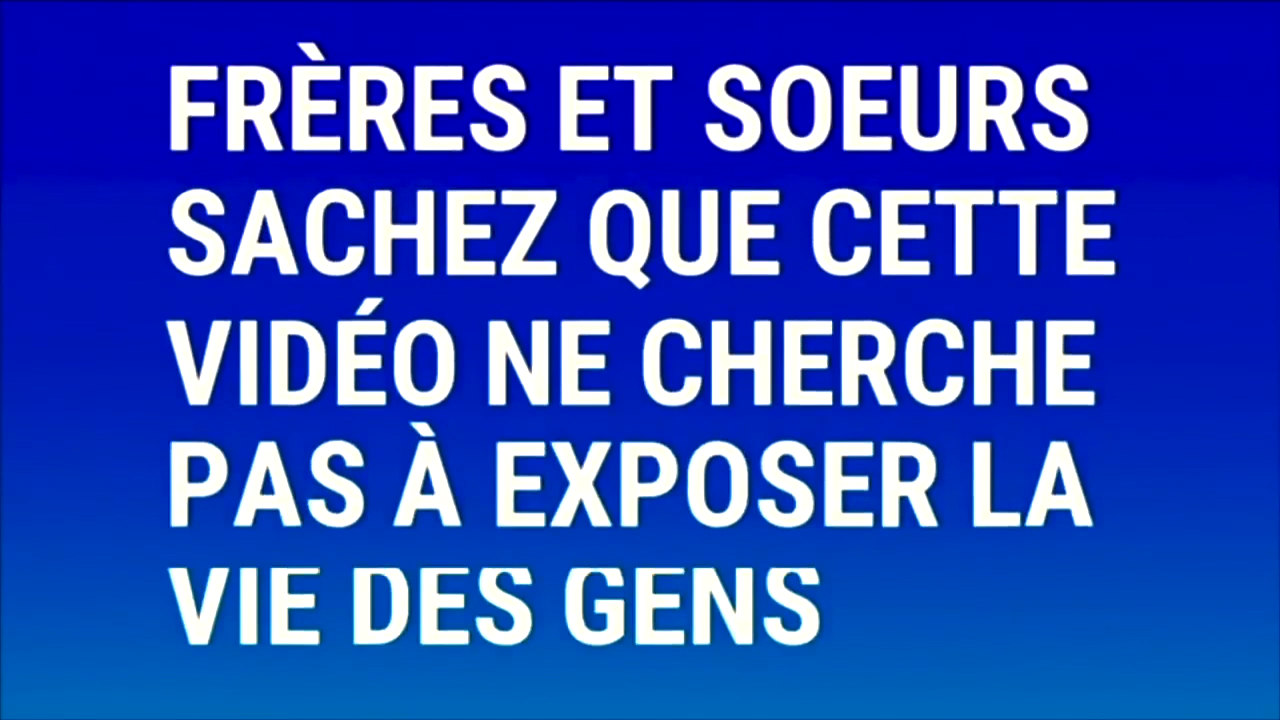 FRÈRES ET SOEURS
SACHEZ QUE CETTE
VIDÉO NE CHERCHE
PAS À EXPOSER LA
VIE DES GENS